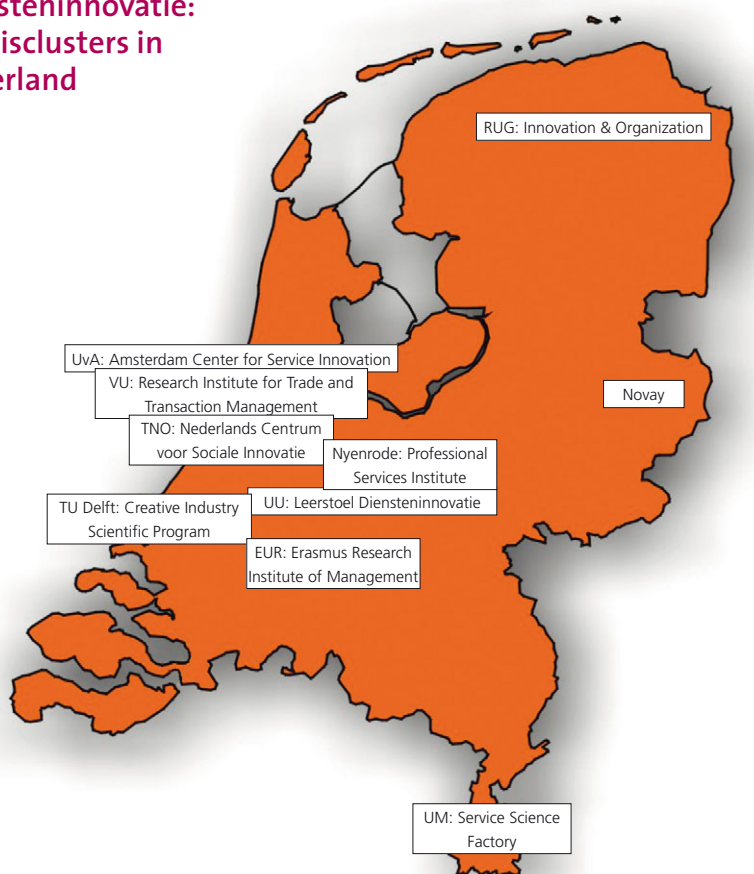 steninnovatie:
isclusters in
erland
RUG: Innovation & Organization
UvA: Amsterdam Center for Service Innovation
VU: Research Institute for Trade and
Transaction Management
Novay
TNO: Nederlands Centrum
voor Sociale Innovatie
Nyenrode: Professional
Services Institute
UU: Leerstoel Diensteninnovatie
TU Delft: Creative Industry
Scientific Program
EUR: Erasmus Research
Institute of Management
UM: Service Science
Factory